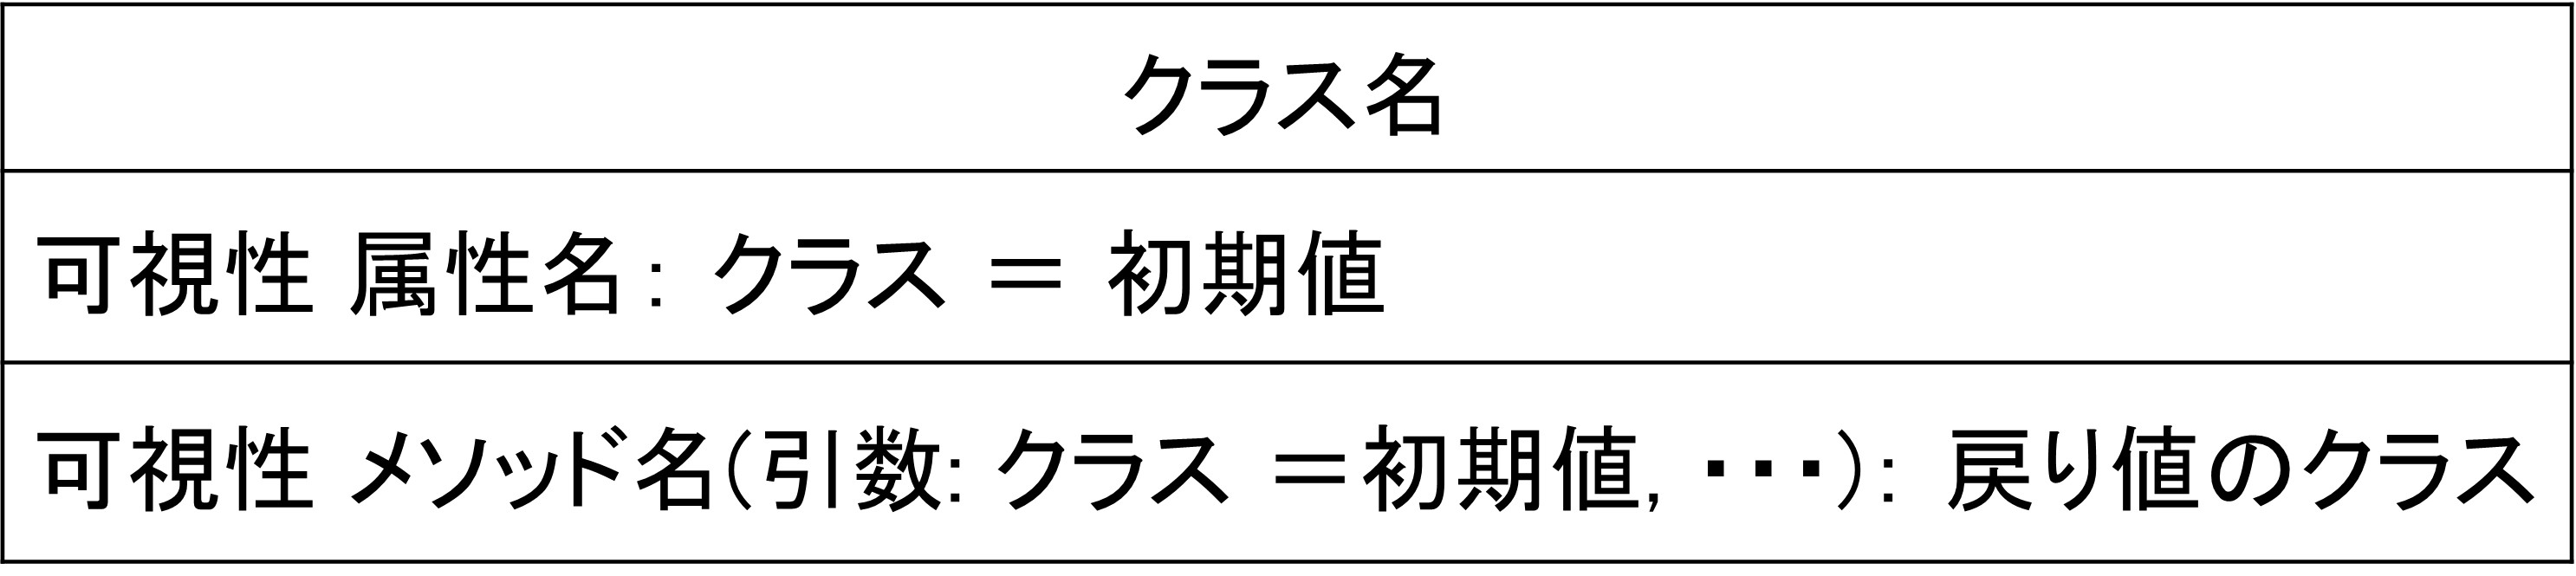 クラス名
可視性 属性名: クラス = 初期値
可視性 メソッド名(引数: クラス =初期値, ・・・): 戻り値のクラス